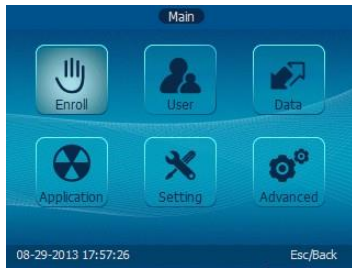 Main
Enroll User Data
Application Setting Advanced
08-29-2013 17:57:26 Esc/Back